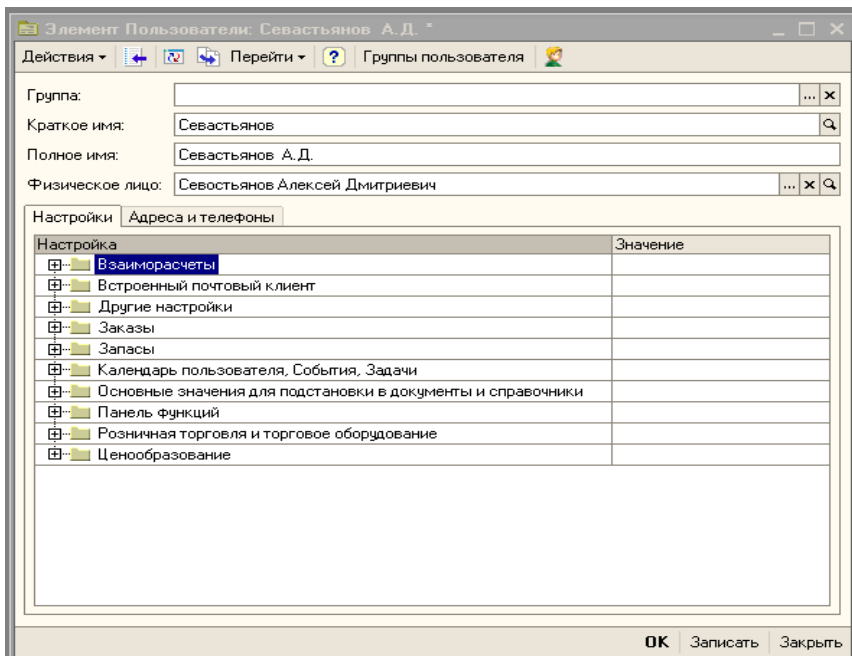 Элемент Пользователи: Севастьянов А.Д. *
Действия Перейти ? Группы пользователя
Группа: ...
Краткое имя: Севастьянов
Полное имя: Севастьянов А.Д.
Физическое лицо: Севостьянов Алексей Дмитриевич ...
Настройки Адреса и телефоны
Настройка Значение
Взаиморасчеты
Встроенный почтовый клиент
Другие настройки
Заказы
Запасы
Календарь пользователя, События, Задачи
Основные значения для подстановки в документы и справочники
Панель функций
Розничная торговля и торговое оборудование
Ценообразование
OK Записать Закрыть